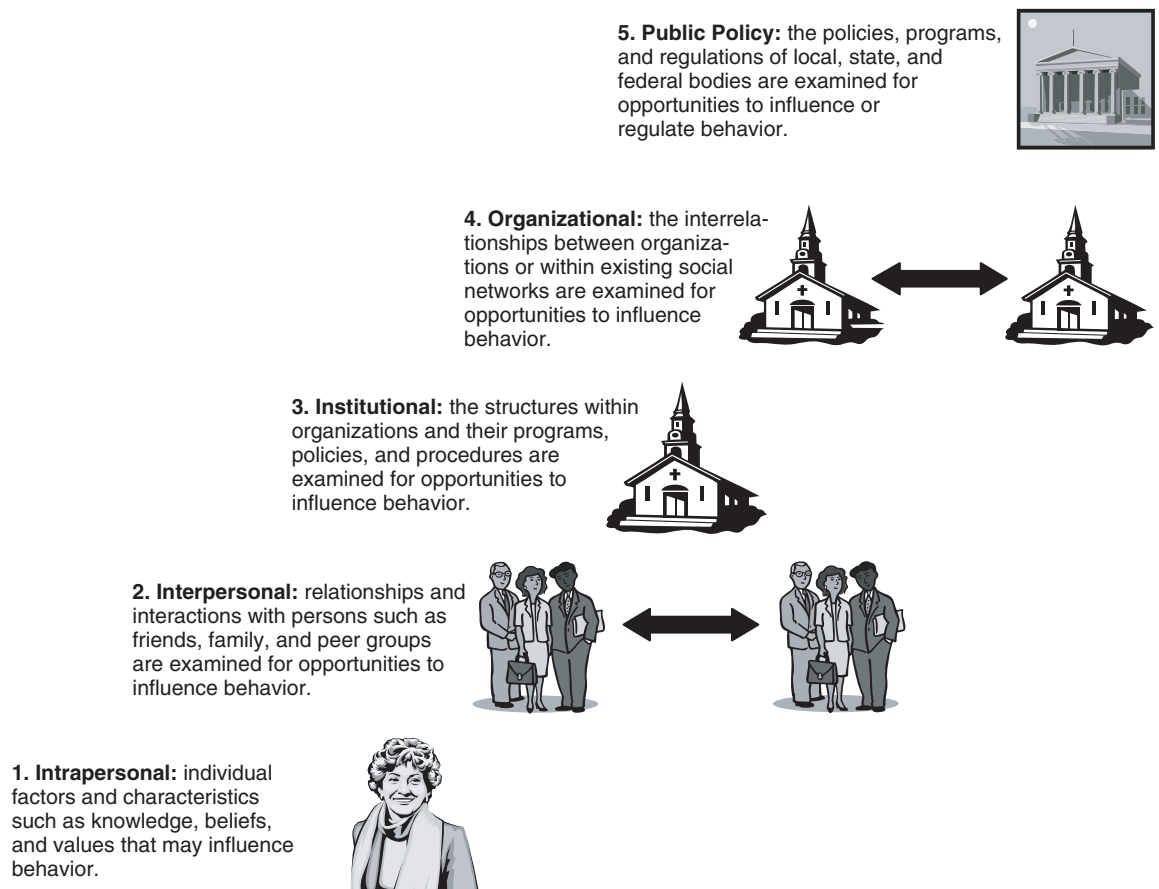 5. Public Policy: the policies, programs,
and regulations of local, state, and
federal bodies are examined for
opportunities to influence or
regulate behavior.
4. Organizational: the interrela-
tionships between organiza-
tions or within existing social
networks are examined for
opportunities to influence
behavior.
3. Institutional: the structures within
organizations and their programs,
policies, and procedures are
examined for opportunities to
influence behavior.
2. Interpersonal: relationships and
interactions with persons such as
friends, family, and peer groups
are examined for opportunities to
influence behavior.
1. Intrapersonal: individual
factors and characteristics
such as knowledge, beliefs,
and values that may influence
behavior.